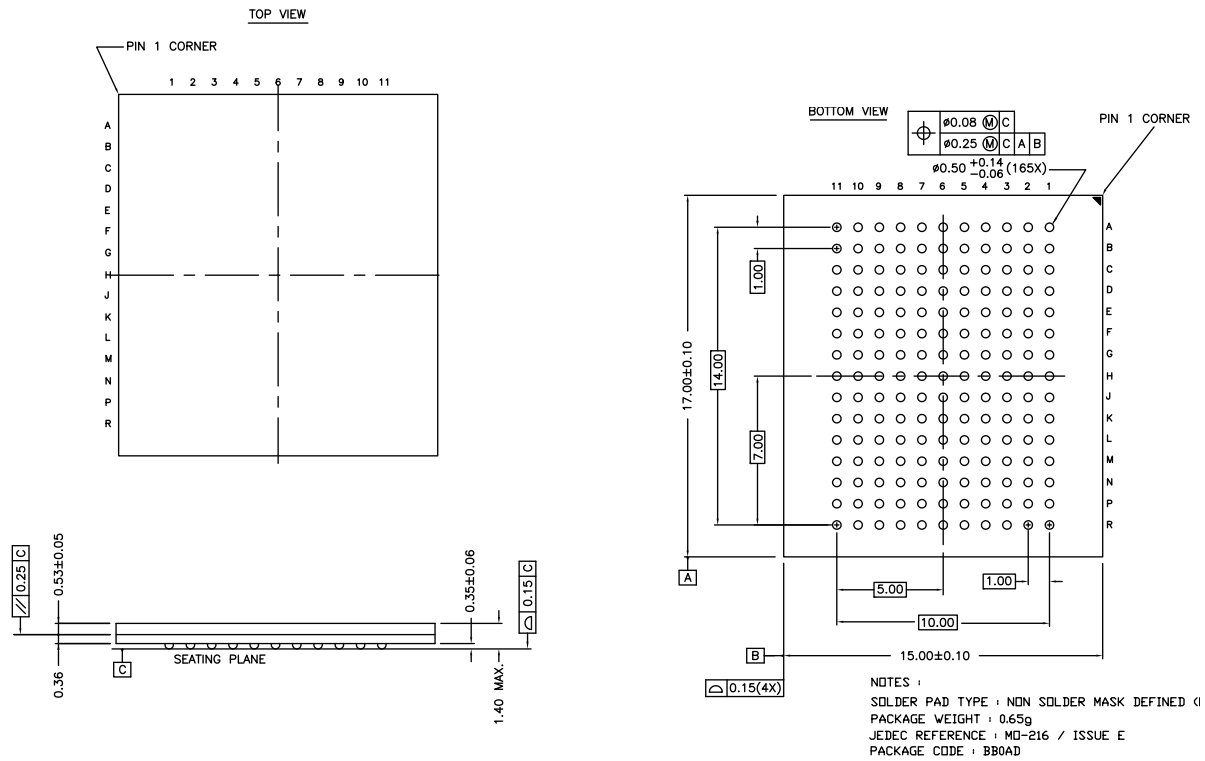 TOP VIEW
PIN 1 CORNER
1 2 3 4 5 6 7 8 9 10 11
A
B
C
D
E
F
G
H
J
K
L
M
N
P
R
BOTTOM VIEW
ø0.08 Ⓜ C
ø0.25 Ⓜ C A B
PIN 1 CORNER
ø0.50 +0.14 -0.06 (165X)
11 10 9 8 7 6 5 4 3 2 1
A
B
C
D
E
F
G
H
J
K
L
M
N
P
R
1.00
14.00
17.00±0.10
7.00
A
5.00
1.00
10.00
B
15.00±0.10
0.15(4X)
// 0.25 C
0.53±0.05
0.36
C
SEATING PLANE
0.35±0.06
0.15 C
1.40 MAX.
NOTES :
SOLDER PAD TYPE : NON SOLDER MASK DEFINED (
PACKAGE WEIGHT : 0.65g
JEDEC REFERENCE : MO-216 / ISSUE E
PACKAGE CODE : BB0AD